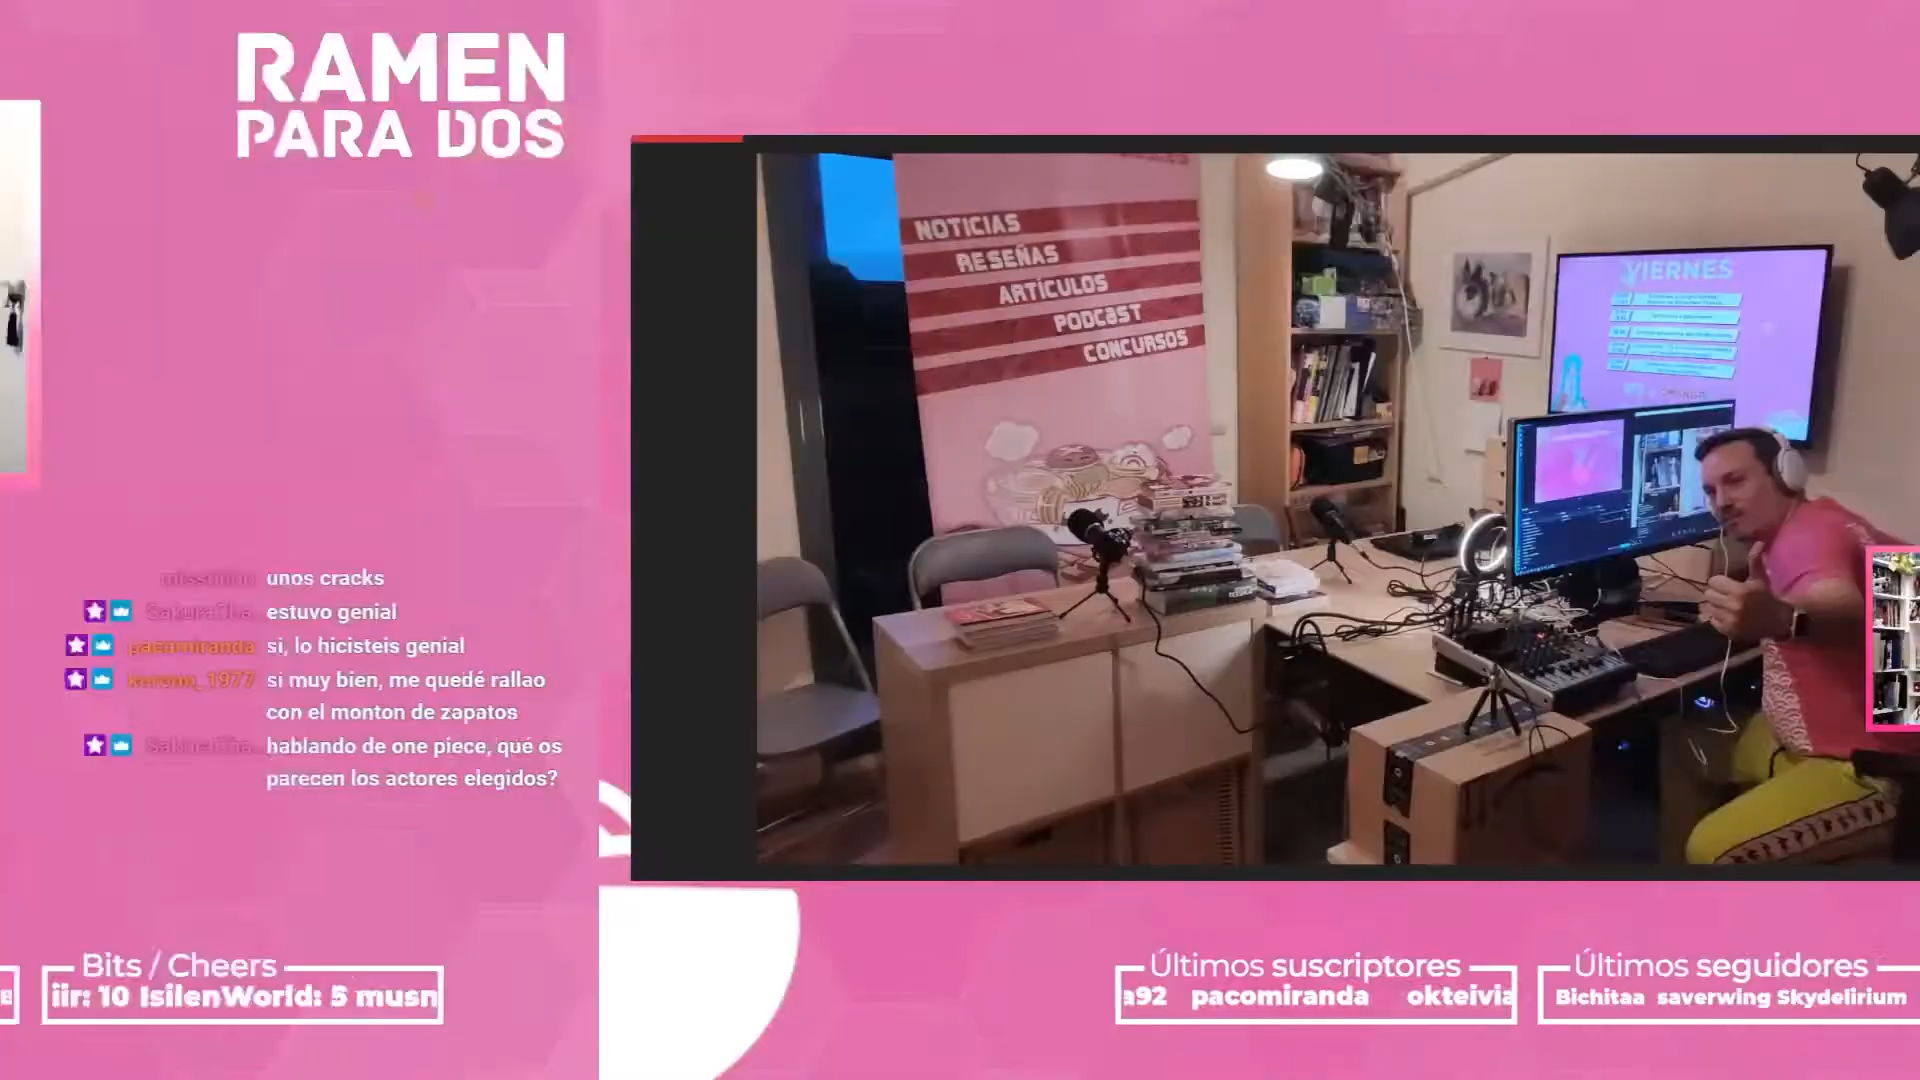 RAMEN
PARA DOS
NOTICIAS
RESEÑAS
ARTÍCULOS
PODCAST
CONCURSOS
VIERNES
unos cracks
estuvo genial
pacomiranda si, lo hicisteis genial
si muy bien, me quedé rallao
con el monton de zapatos
hablando de one piece, qué os
parecen los actores elegidos?
Bits / Cheers
iir: 10 IsilenWorld: 5 musn
Últimos suscriptores
a92 pacomiranda okteivia
Últimos seguidores
Bichitaa saverwing Skydelirium